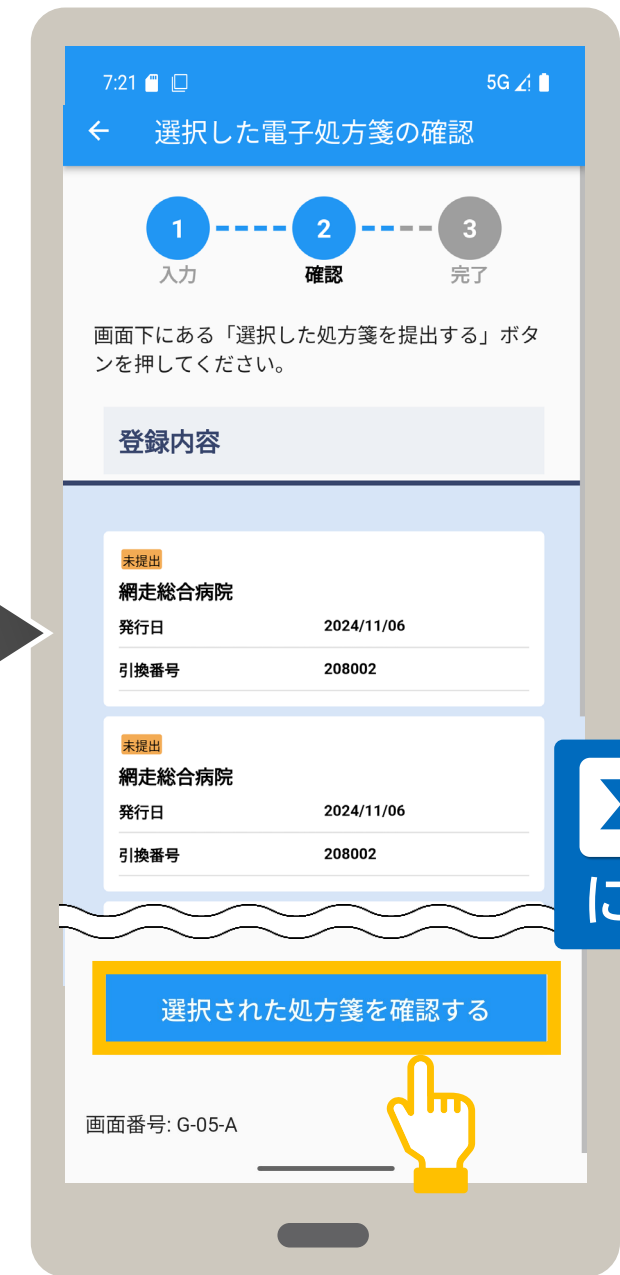 7:21 5G
選択した電子処方箋の確認
1 2 3
入力 確認 完了
画面下にある「選択した処方箋を提出する」ボタ
ンを押してください。
登録内容
未提出
網走総合病院
発行日 2024/11/06
引換番号 208002
未提出
網走総合病院
発行日 2024/11/06
引換番号 208002
に
選択された処方箋を確認する
画面番号: G-05-A